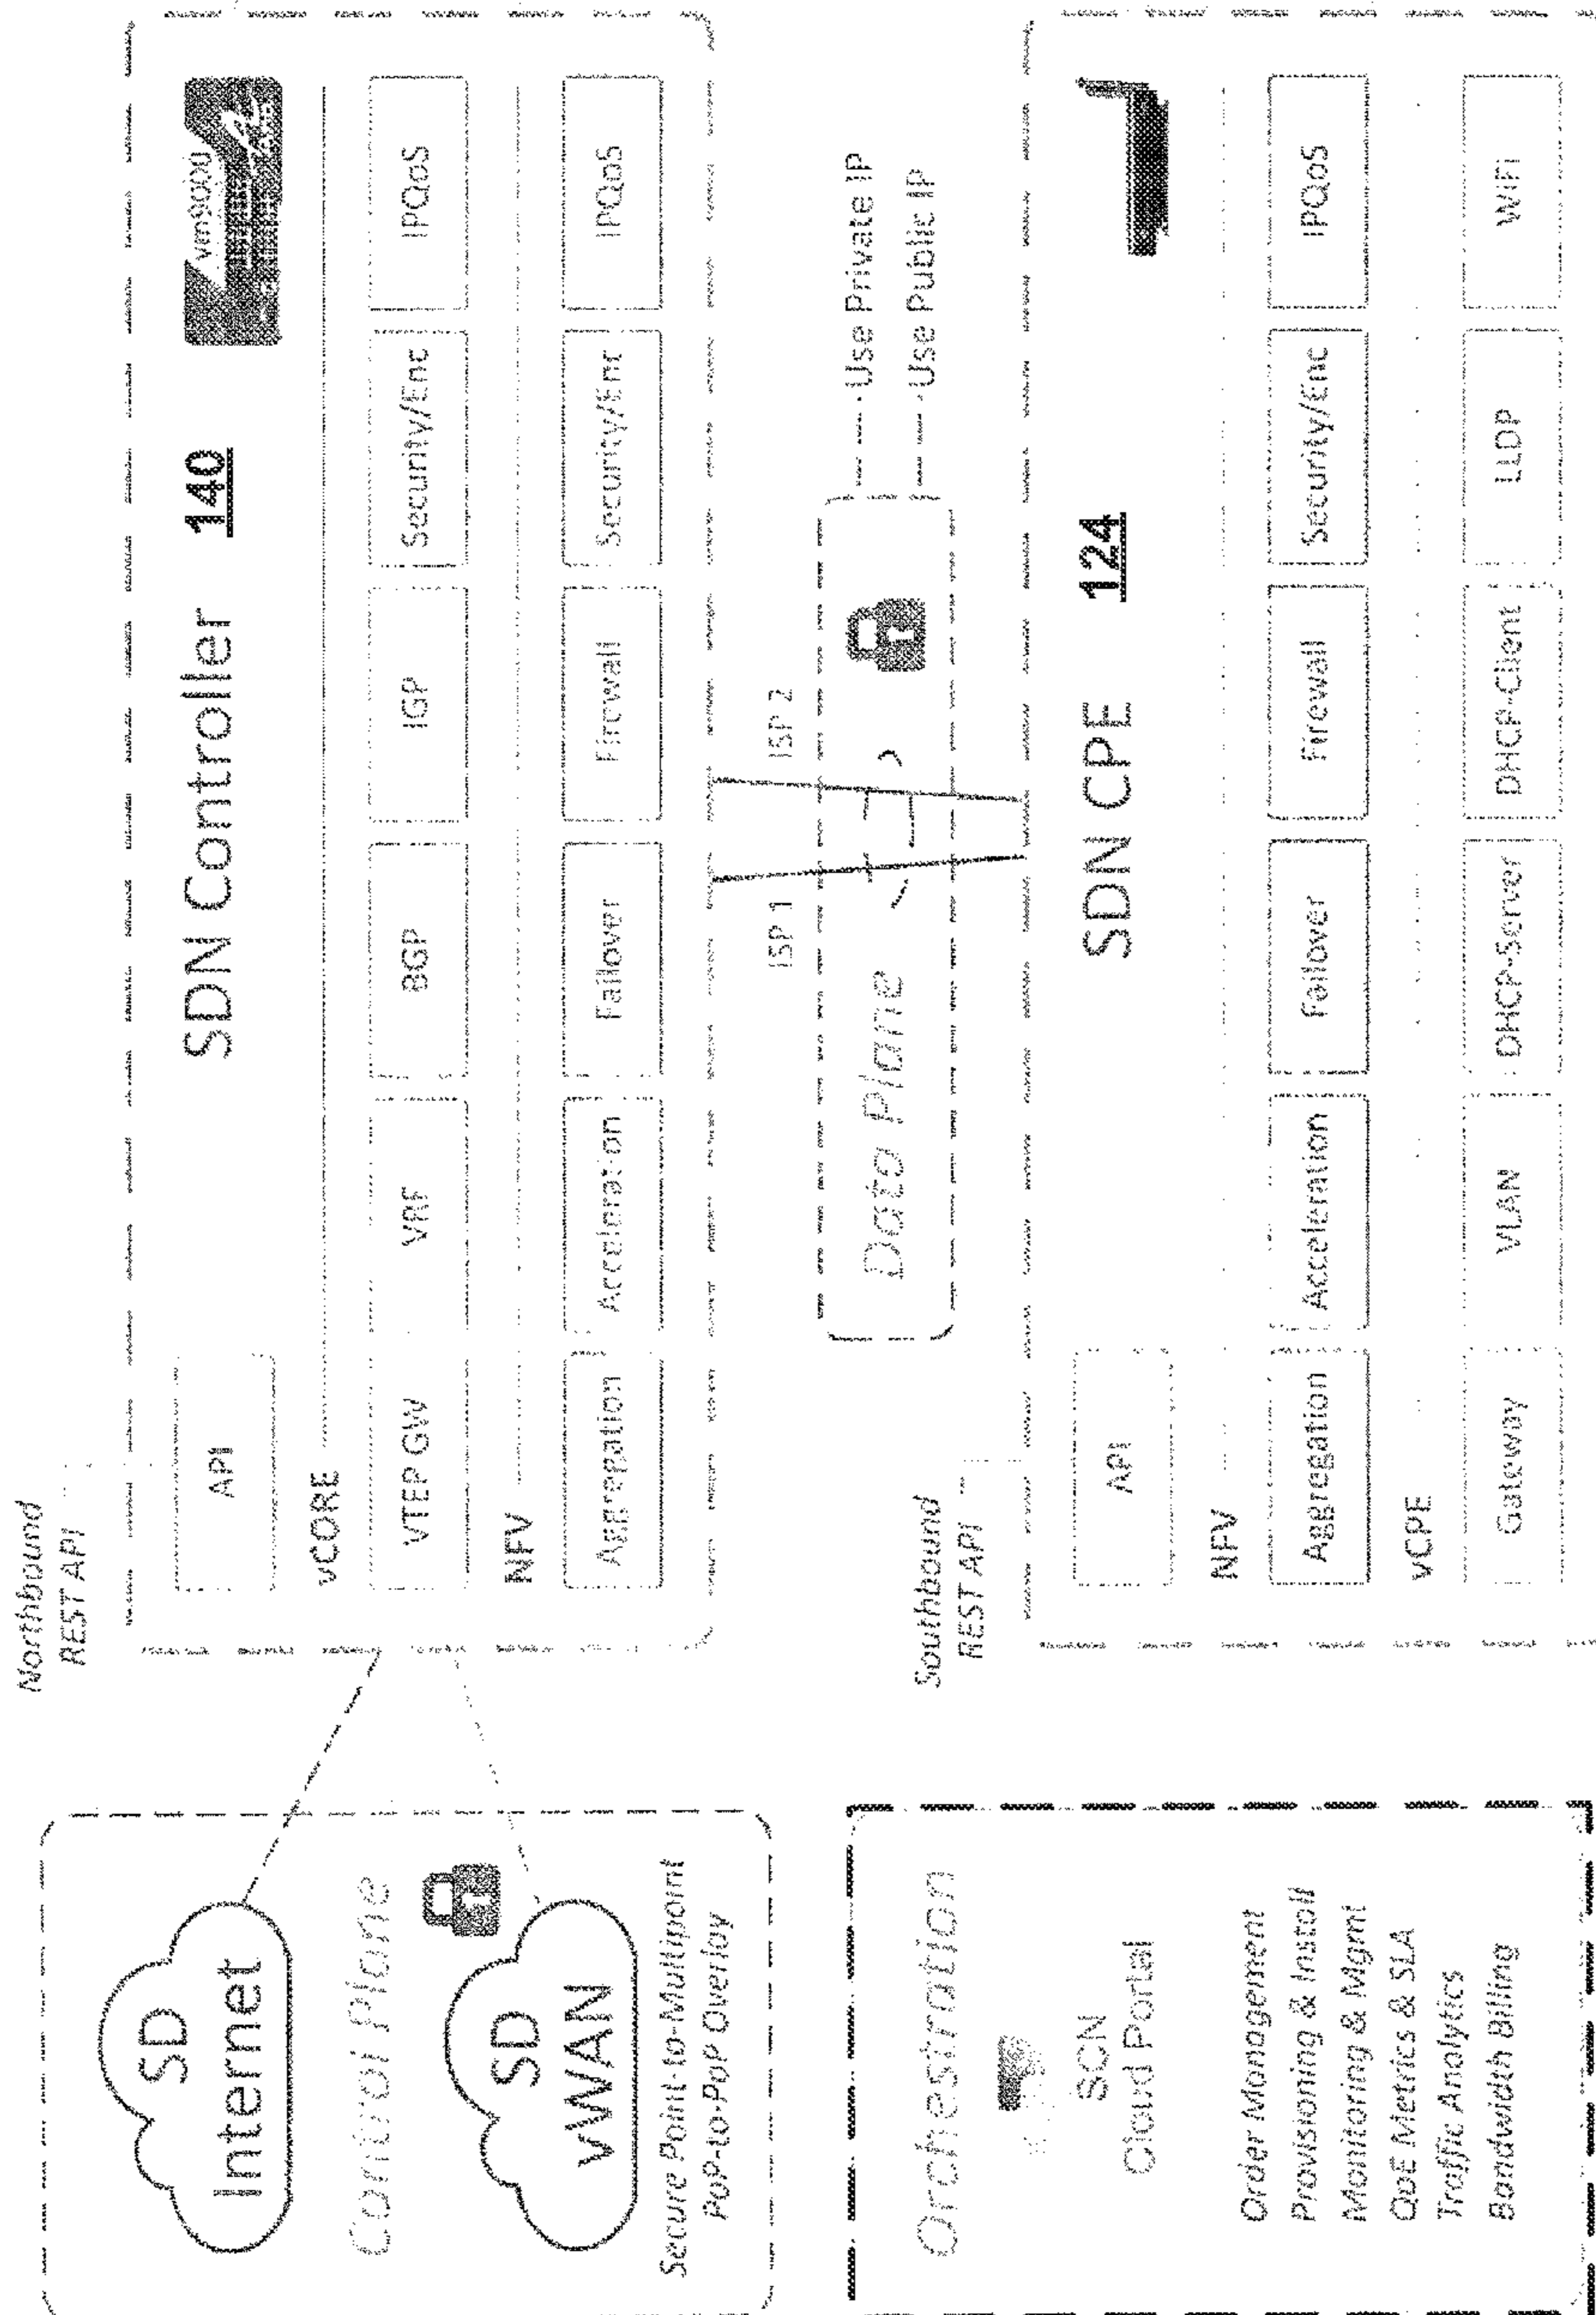 SD
Internet
Control Plane
SD
vWAN
Secure Point-to-Multipoint
PoP-to-PoP Overlay
Northbound
REST API
SDN Controller 140
vm9000
API
vCORE
VTEP GW
VRF
BGP
IGP
Security/Enc
IPQoS
NFV
Aggregation
Acceleration
Failover
Firewall
Security/Enc
IPQoS
ISP 1
ISP 2
Data Plane
Use Private IP
Use Public IP
Orchestration
SCN
Cloud Portal
Order Management
Provisioning & Install
Monitoring & Mgmt
QoE Metrics & SLA
Traffic Analytics
Bandwidth Billing
Southbound
REST API
SDN CPE 124
API
NFV
Aggregation
Acceleration
Failover
Firewall
Security/Enc
IPQoS
vCPE
Gateway
VLAN
DHCP-Server
DHCP-Client
LLDP
WiFi